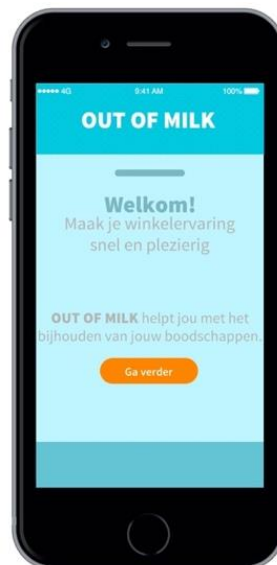 4G 9:41 AM 100%
OUT OF MILK
Welkom!
Maak je winkelervaring
snel en plezierig
OUT OF MILK helpt jou met het
bijhouden van jouw boodschappen.
Ga verder